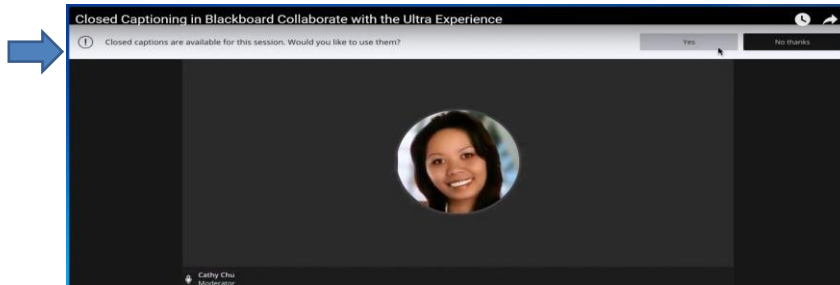 Closed Captioning in Blackboard Collaborate with the Ultra Experience
Closed captions are available for this session. Would you like to use them?
Yes
No thanks
Cathy Chu
Moderator